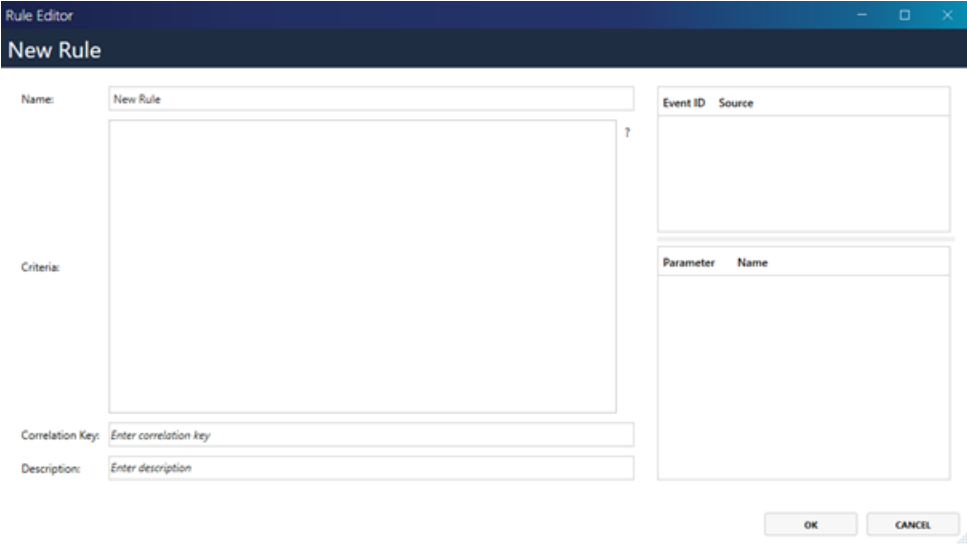 Rule Editor
New Rule
Name: New Rule
?
Criteria:
Correlation Key: Enter correlation key
Description: Enter description
Event ID Source
Parameter Name
OK CANCEL